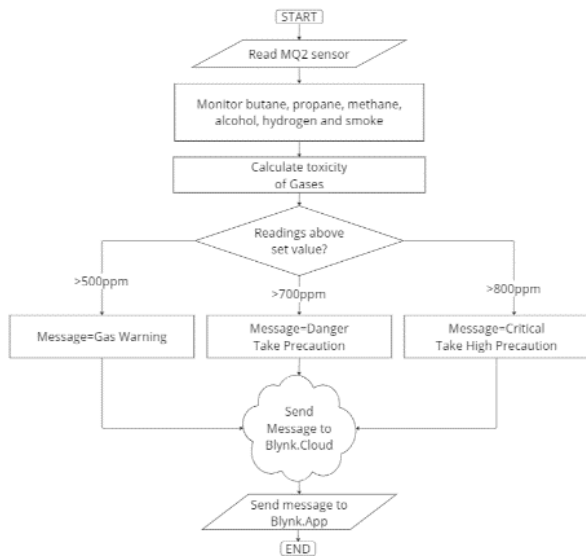 START
Read MQ2 sensor
Monitor butane, propane, methane,
alcohol, hydrogen and smoke
Calculate toxicity
of Gases
Readings above
set value?
>500ppm
>700ppm
>800ppm
Message=Gas Warning
Message=Danger
Take Precaution
Message=Critical
Take High Precaution
Send
Message to
Blynk.Cloud
Send message to
Blynk.App
END